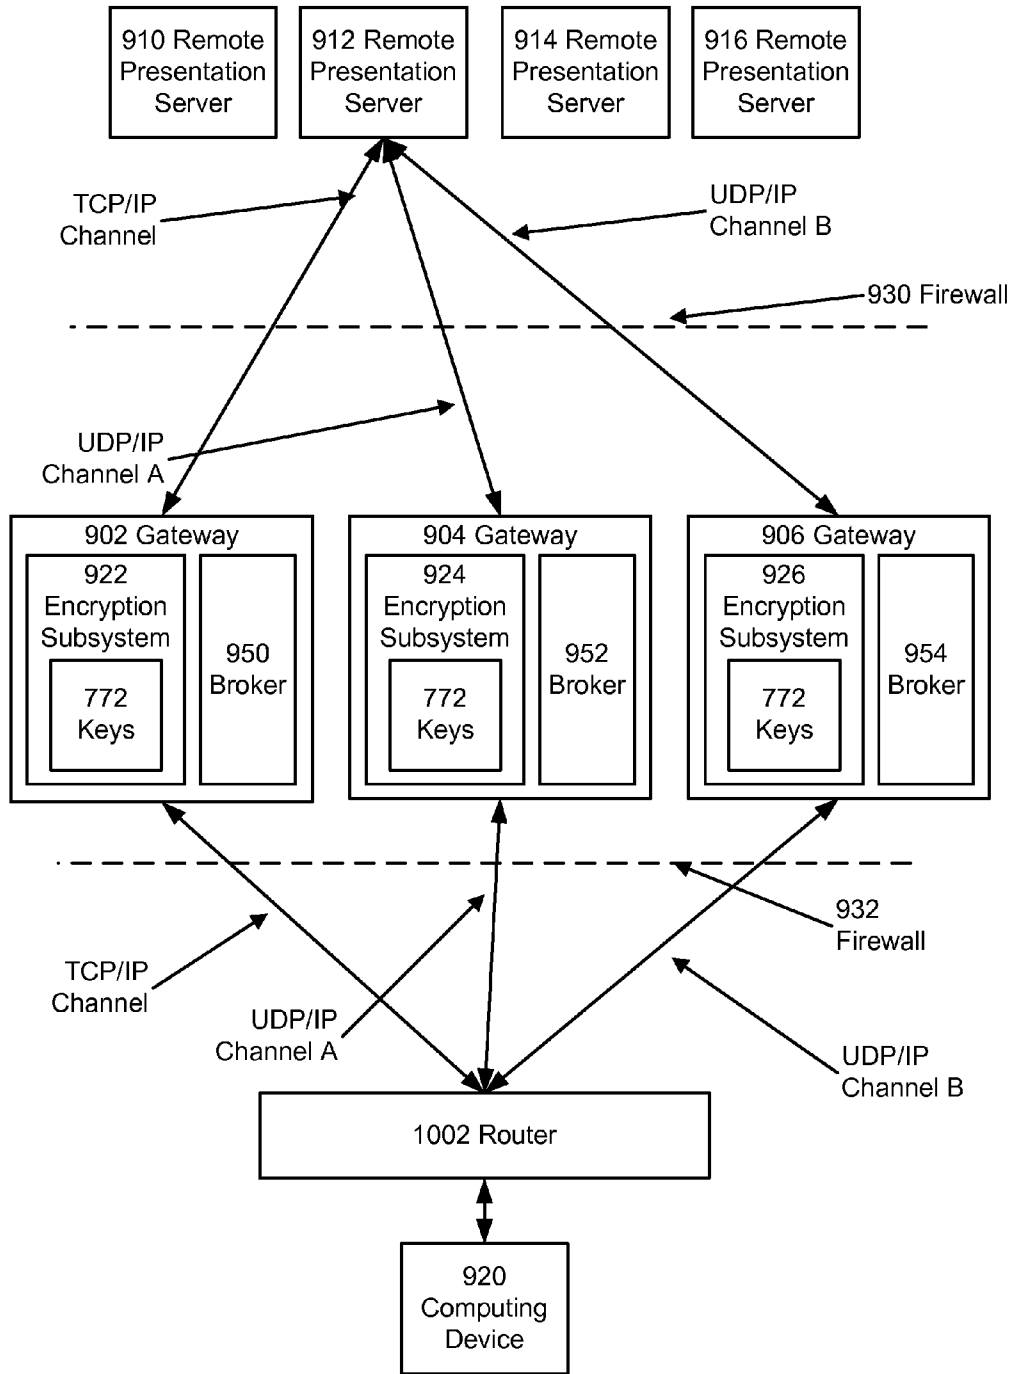 910 Remote
Presentation
Server
912 Remote
Presentation
Server
914 Remote
Presentation
Server
916 Remote
Presentation
Server
TCP/IP
Channel
UDP/IP
Channel B
930 Firewall
UDP/IP
Channel A
902 Gateway
922
Encryption
Subsystem
772
Keys
950
Broker
904 Gateway
924
Encryption
Subsystem
772
Keys
952
Broker
906 Gateway
926
Encryption
Subsystem
772
Keys
954
Broker
932
Firewall
TCP/IP
Channel
UDP/IP
Channel A
UDP/IP
Channel B
1002 Router
920
Computing
Device